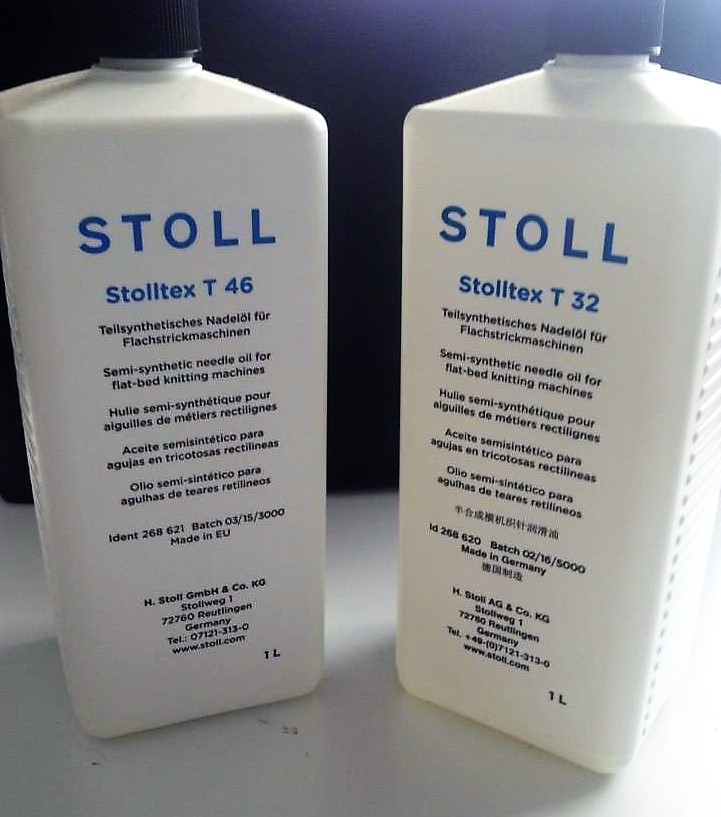 STOLL
Stolltex T 46
Teilsynthetisches Nadelöl für
Flachstrickmaschinen
Semi-synthetic needle oil for
flat-bed knitting machines
Hulie semi-synthétique pour
aiguilles de métiers rectilignes
Aceite semisintético para
agujas en tricotosas rectilineas
Olio semi-sintético para
agulhas de teares retilineos
Ident 268 621 Batch 03/15/3000
Made in EU
H. Stoll GmbH & Co. KG
Stollweg 1
72760 Reutlingen
Germany
Tel.: 07121-313-0
www.stoll.com
1 L
STOLL
Stolltex T 32
Teilsynthetisches Nadelöl für
Flachstrickmaschinen
Semi-synthetic needle oil for
flat-bed knitting machines
Hulie semi-synthétique pour
aiguilles de métiers rectilignes
Aceite semisintético para
agujas en tricotosas rectilineas
Olio semi-sintético para
agulhas de teares retilineos
半合成横机织针润滑油
Id 268 620 Batch 02/16/5000
Made in Germany
德国制造
H. Stoll AG & Co. KG
Stollweg 1
72760 Reutlingen
Germany
Tel. +49-(0)7121-313-0
www.stoll.com
1 L